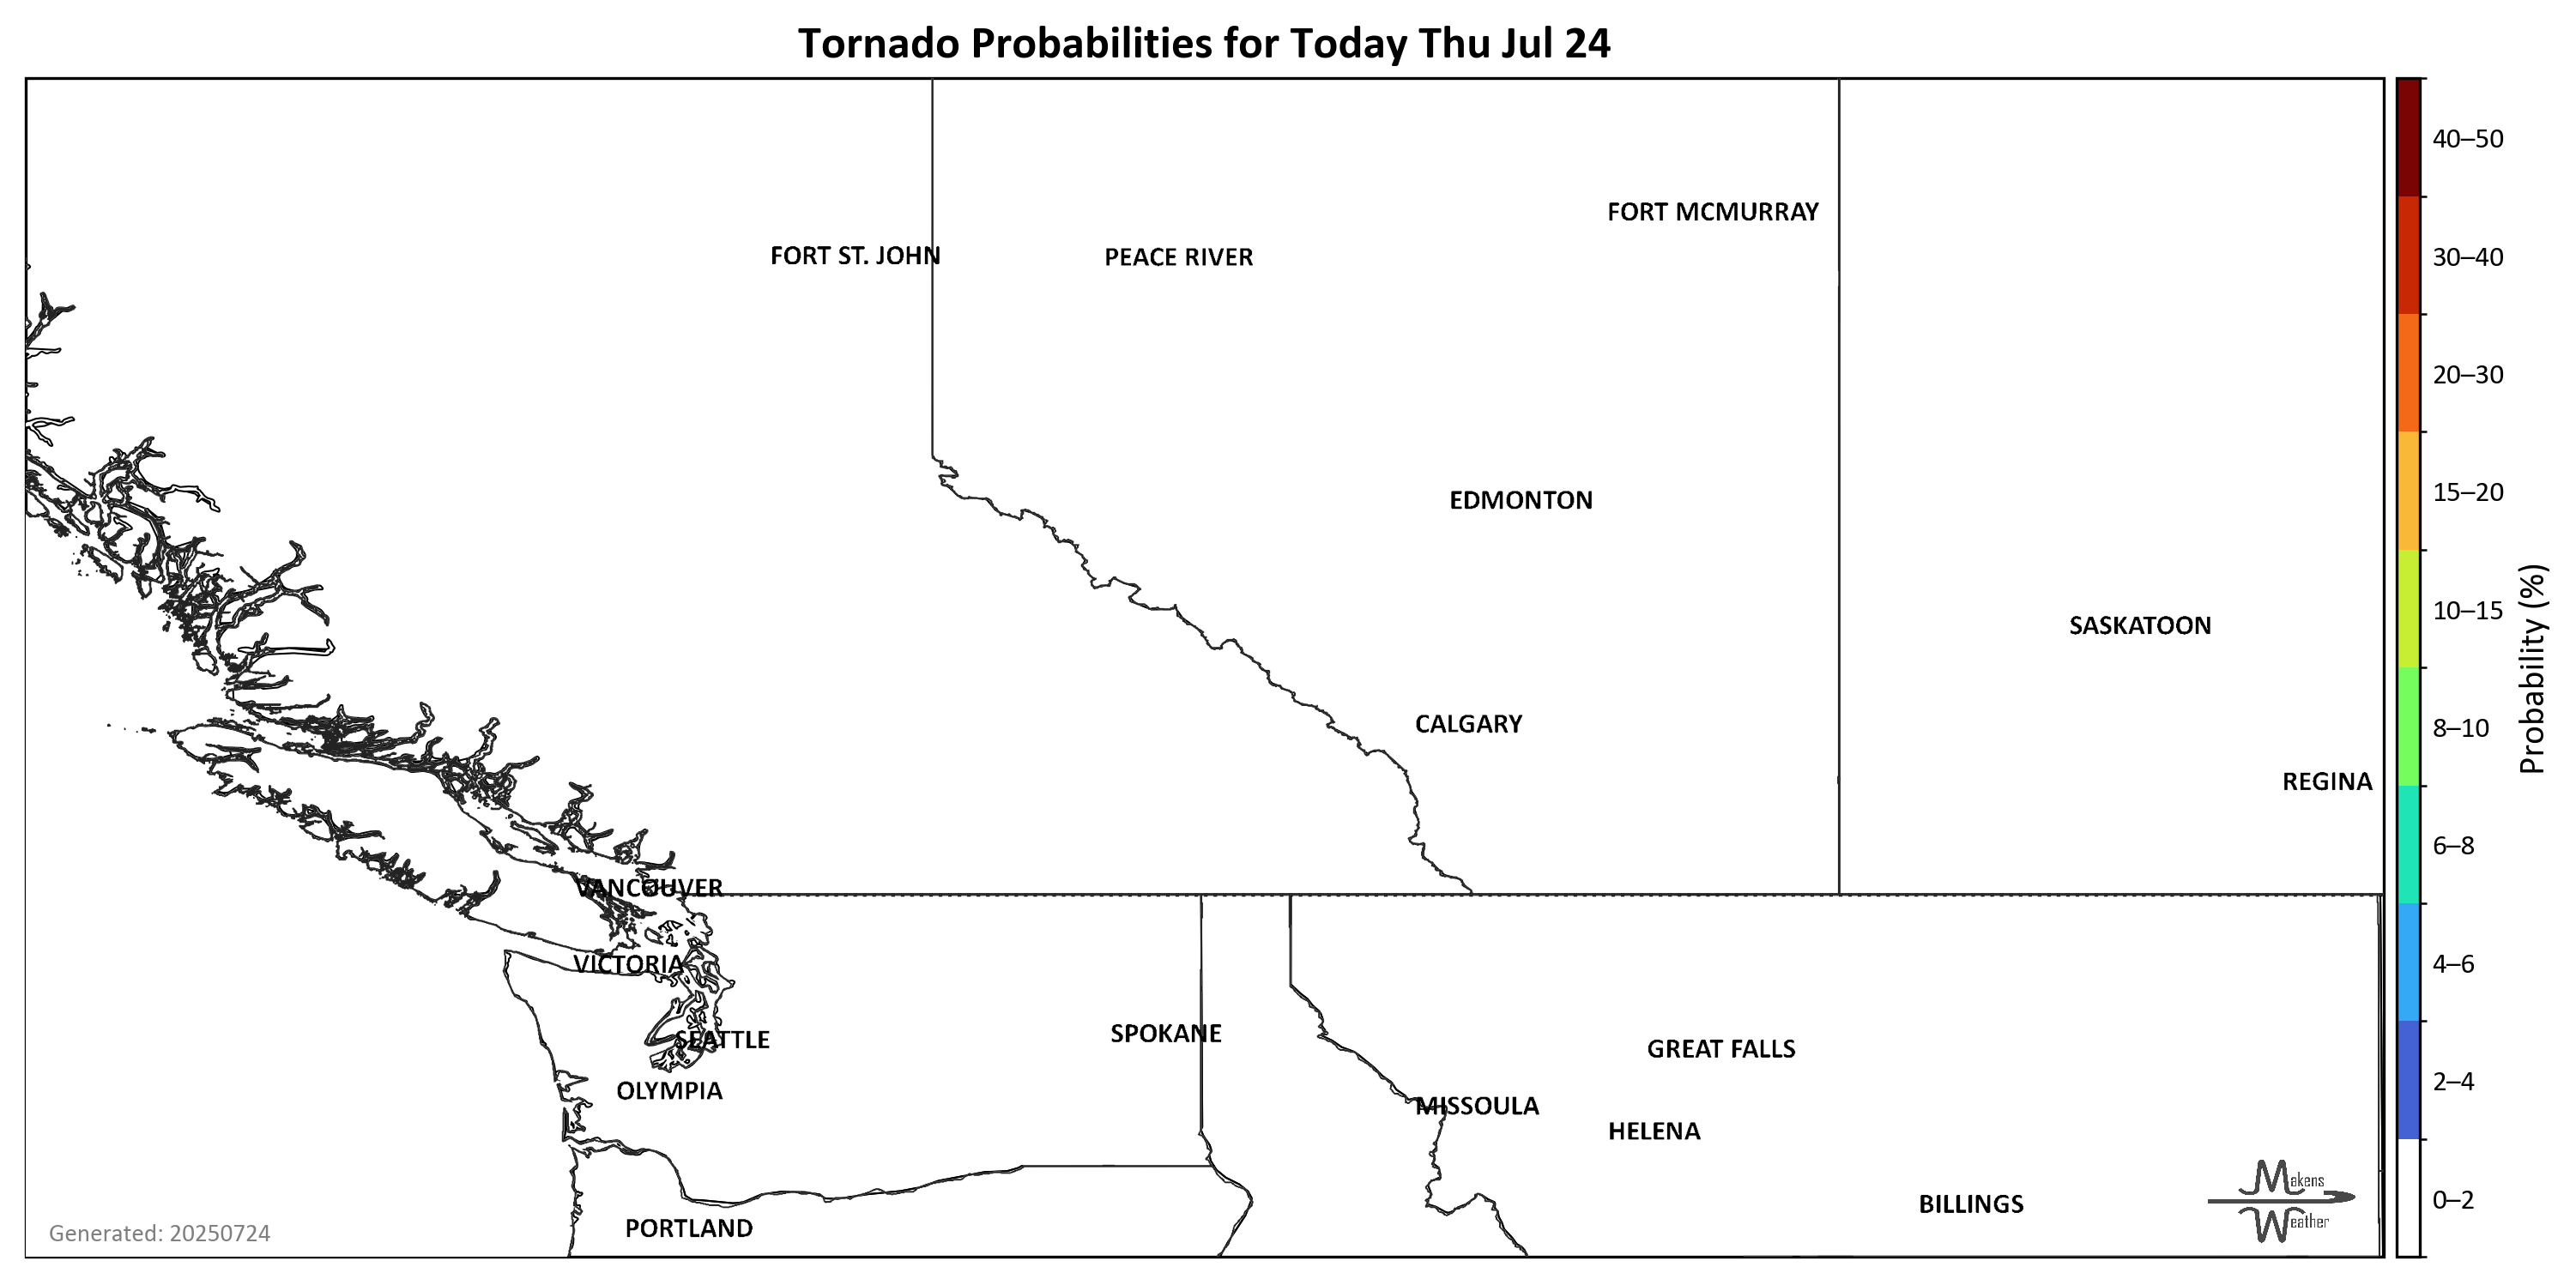 Tornado Probabilities for Today Thu Jul 24
FORT MCMURRAY
FORT ST. JOHN
PEACE RIVER
EDMONTON
SASKATOON
CALGARY
REGINA
VANCOUVER
VICTORIA
SPOKANE
SEATTLE
GREAT FALLS
OLYMPIA
MISSOULA
HELENA
BILLINGS
PORTLAND
Generated: 20250724
Makens
Weather
40–50
30–40
20–30
15–20
10–15
8–10
6–8
4–6
2–4
0–2
Probability (%)